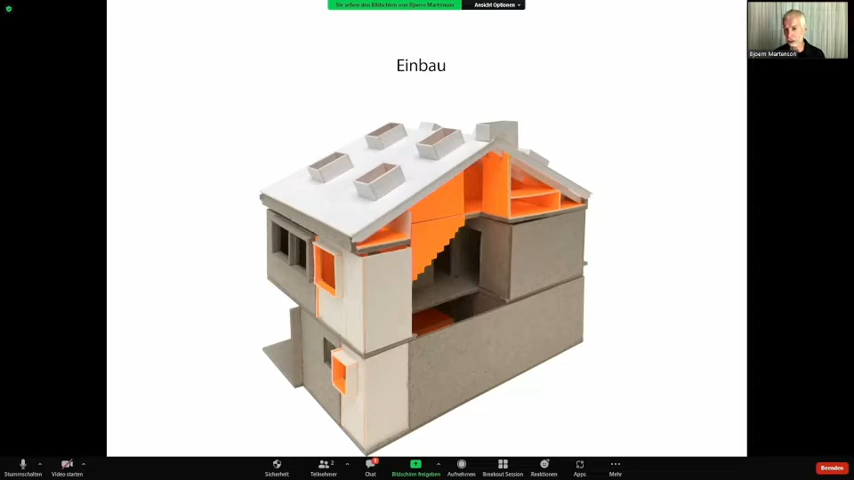 Sie sehen den Bildschirm von Bjoern Martenson
Ansicht Optionen
Einbau
Bjoern Martenson
Stummschalten
Video starten
Sicherheit
Teilnehmer
2
Chat
Bildschirm freigeben
Aufnehmen
Breakout Session
Reaktionen
Apps
Mehr
Beenden